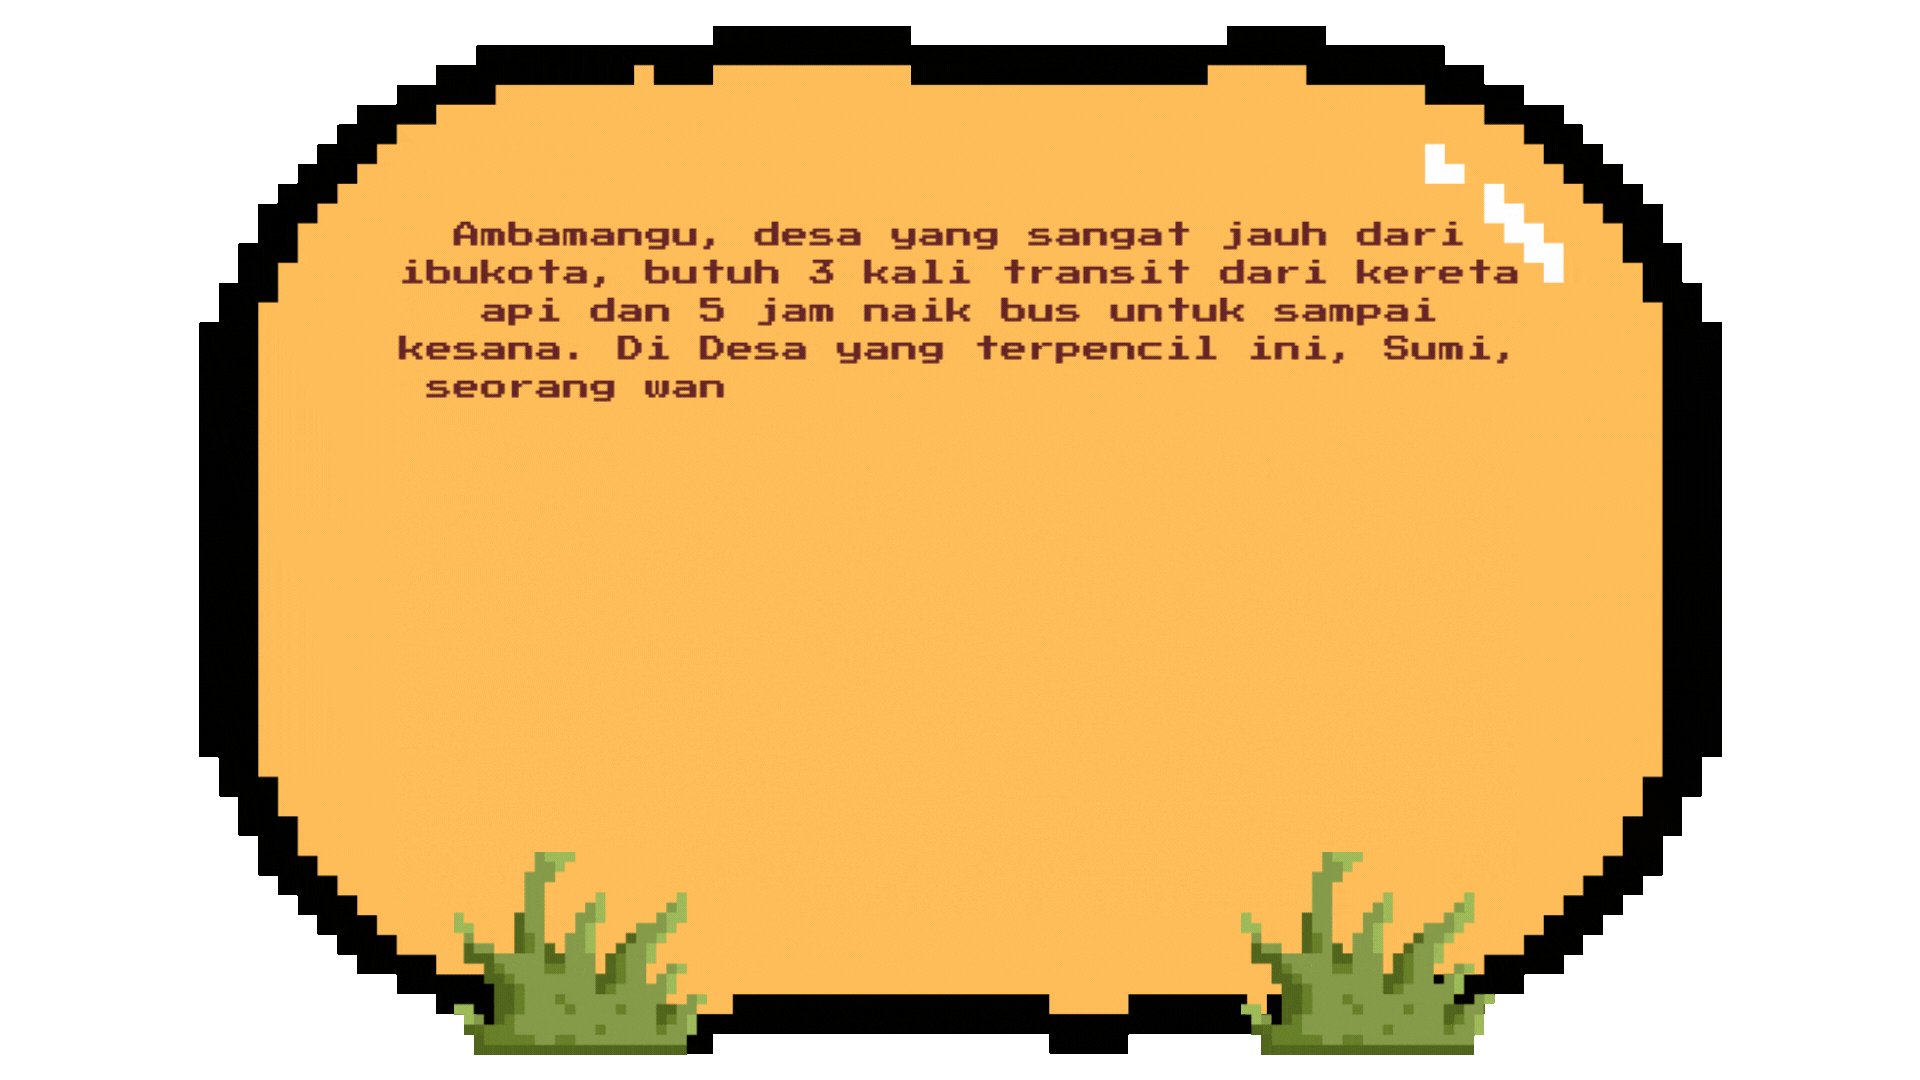 Ambamangu, desa yang sangat jauh dari
ibukota, butuh 3 kali transit dari kereta
api dan 5 jam naik bus untuk sampai
kesana. Di Desa yang terpencil ini, Sumi,
seorang wan